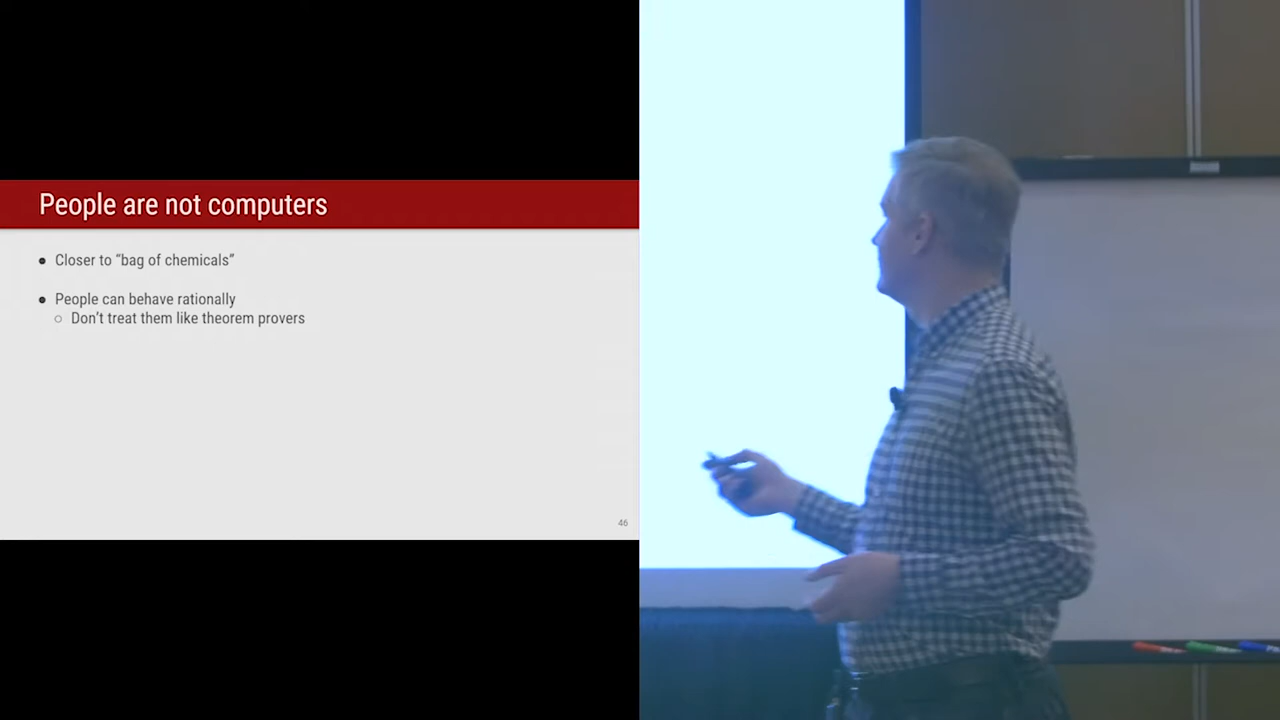 People are not computers
● Closer to “bag of chemicals”
● People can behave rationally
○ Don’t treat them like theorem provers
46